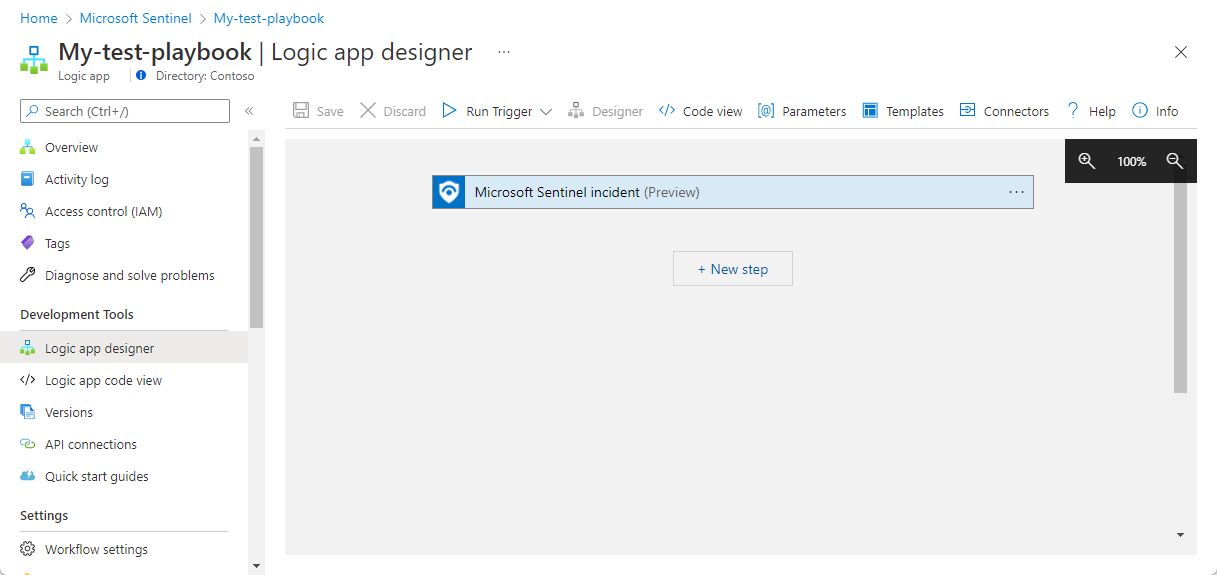 Home > Microsoft Sentinel > My-test-playbook
My-test-playbook | Logic app designer ...
Logic app
Directory: Contoso
Search (Ctrl+/)
«
Save
Discard
Run Trigger
Designer
Code view
Parameters
Templates
Connectors
Help
Info
Overview
Activity log
Access control (IAM)
Tags
Diagnose and solve problems
Development Tools
Logic app designer
Logic app code view
Versions
API connections
Quick start guides
Settings
Workflow settings
100%
Microsoft Sentinel incident (Preview) ...
+ New step